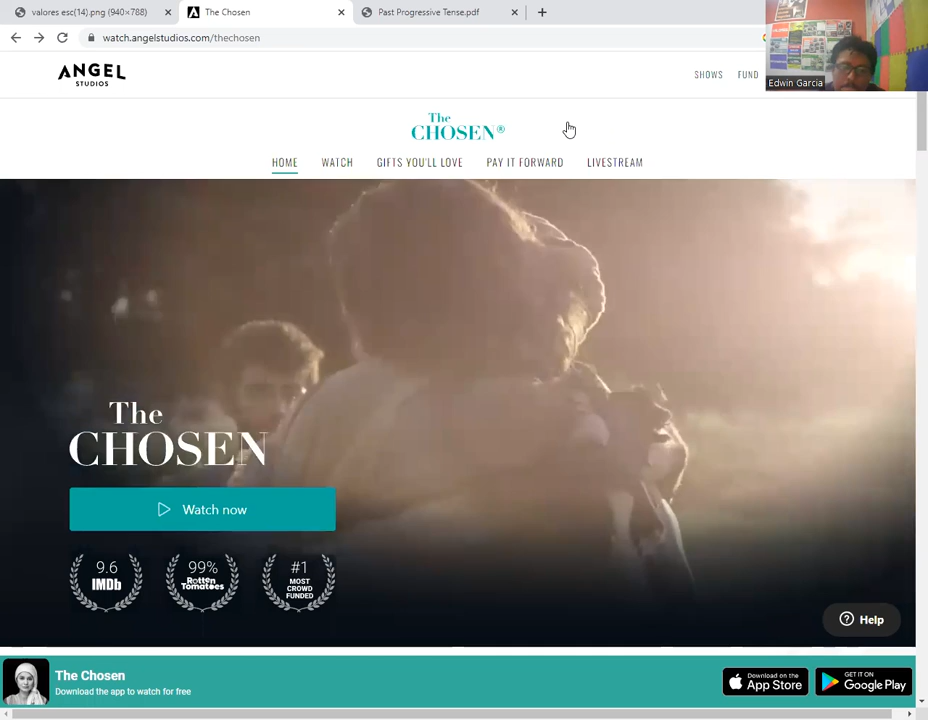 valores esc(14).png (940×788)
The Chosen
Past Progressive Tense.pdf
watch.angelstudios.com/thechosen
ANGEL
STUDIOS
SHOWS
FUND
Edwin Garcia
The
CHOSEN®
HOME
WATCH
GIFTS YOU'LL LOVE
PAY IT FORWARD
LIVESTREAM
The
CHOSEN
Watch now
9.6
IMDb
99%
Rotten
Tomatoes
#1
MOST
CROWD
FUNDED
Help
The Chosen
Download the app to watch for free
Download on the
App Store
GET IT ON
Google Play